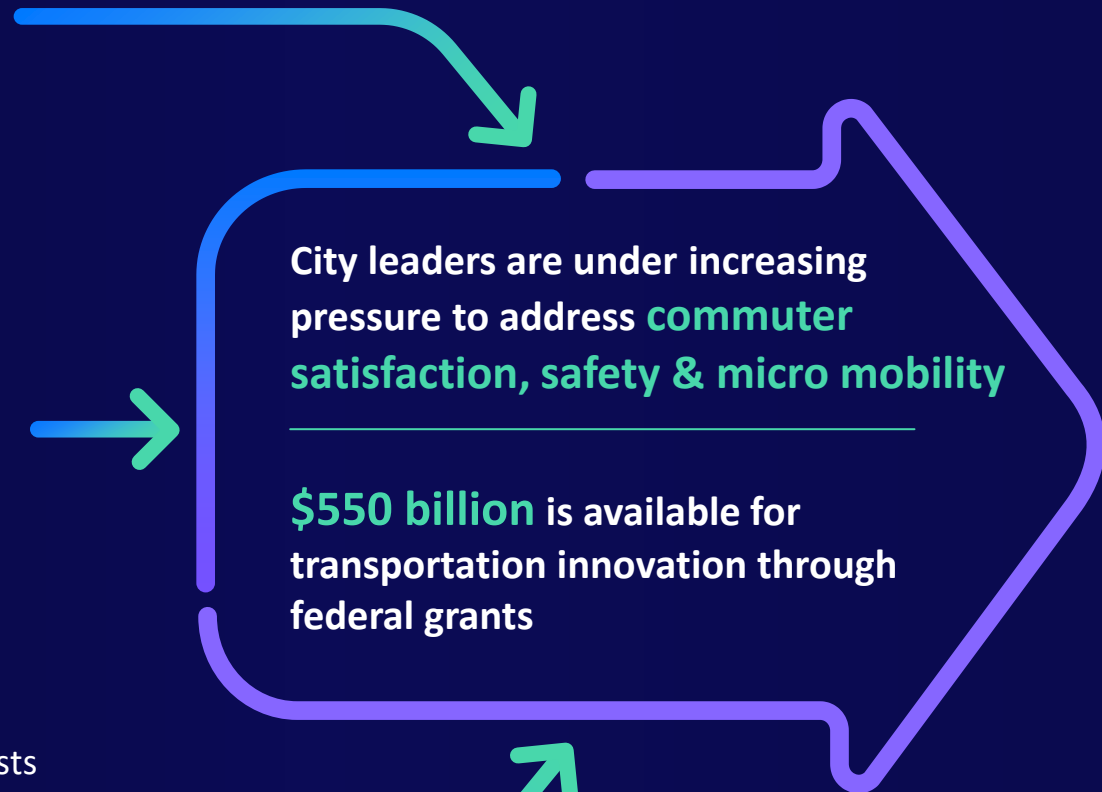 City leaders are under increasing
pressure to address commuter
satisfaction, safety & micro mobility
$550 billion is available for
transportation innovation through
federal grants
sts